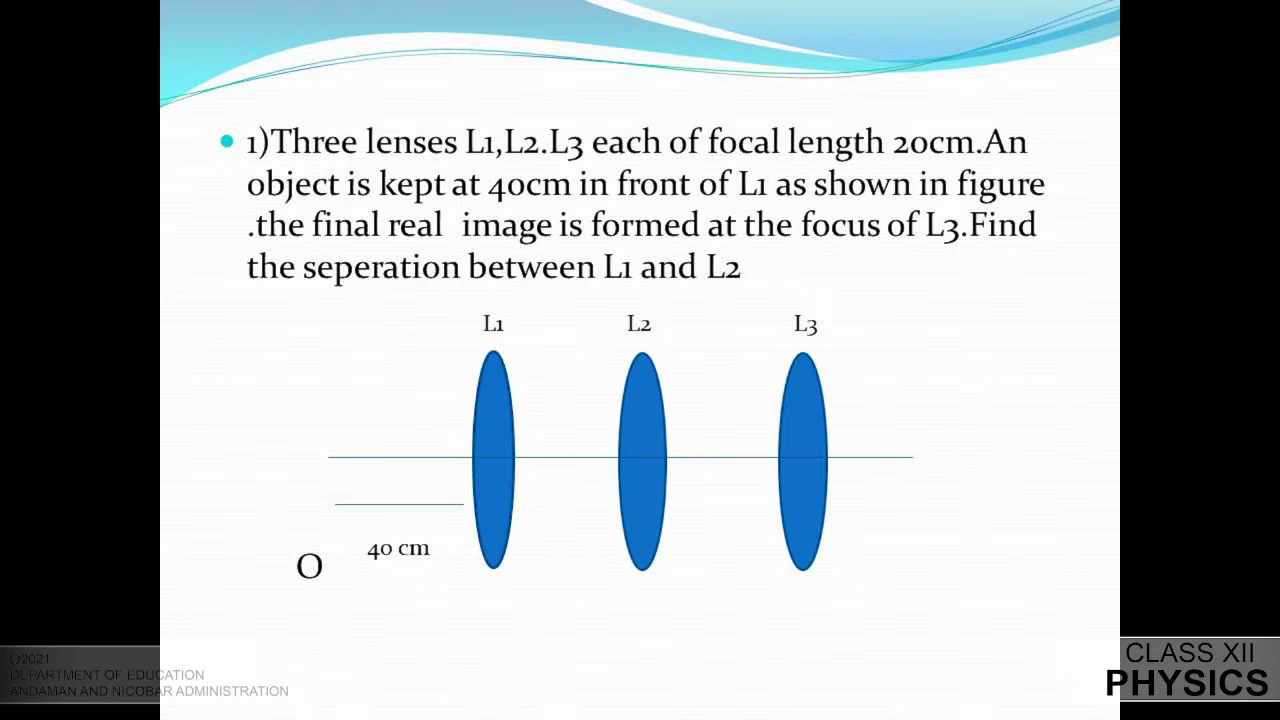 1)Three lenses L1,L2.L3 each of focal length 20cm.An
object is kept at 40cm in front of L1 as shown in figure
.the final real image is formed at the focus of L3.Find
the seperation between L1 and L2
L1 L2 L3
40 cm
O
()2021
DEPARTMENT OF EDUCATION
ANDAMAN AND NICOBAR ADMINISTRATION
CLASS XII
PHYSICS